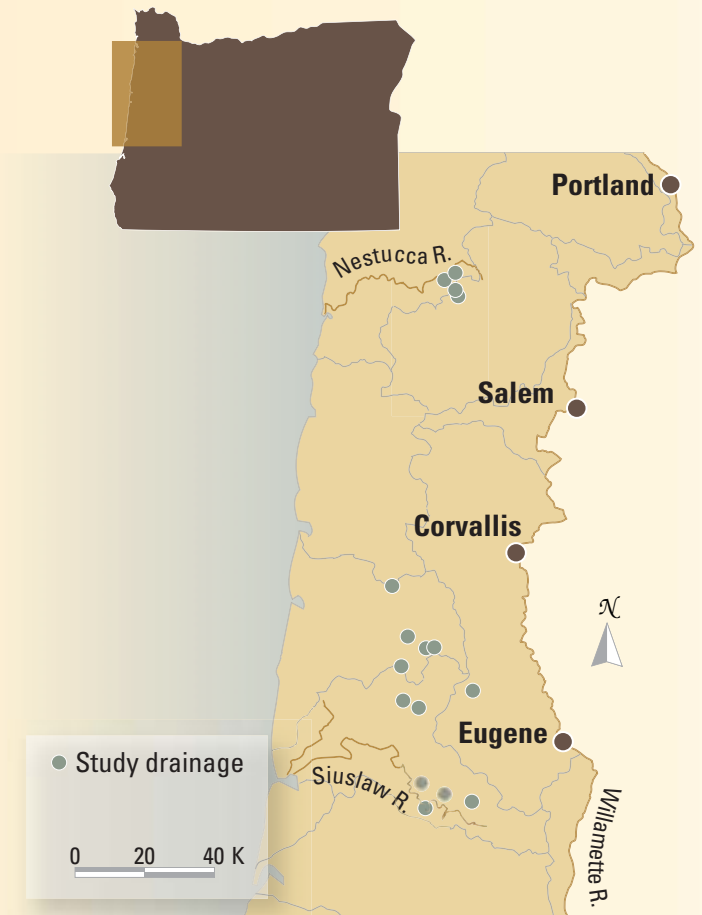 Portland
Nestucca R.
Salem
Corvallis
N
Eugene
Study drainage
Siuslaw R.
Willamette R.
0 20 40 K